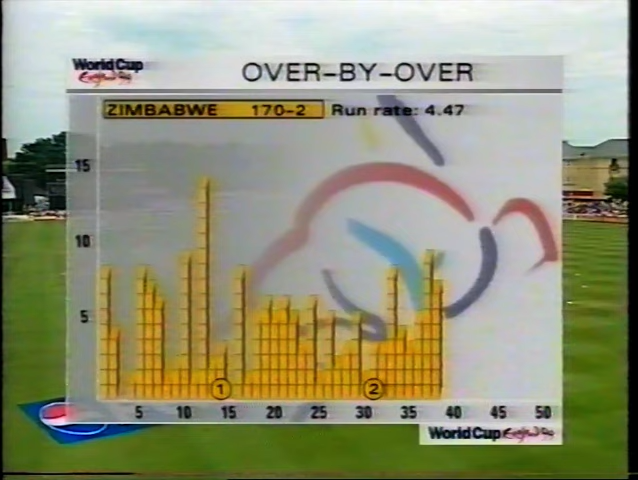 World Cup
England '99
OVER-BY-OVER
ZIMBABWE 170-2 Run rate: 4.47
15
10
5
1 2
5 10 15 20 25 30 35 40 45 50
World Cup England '99